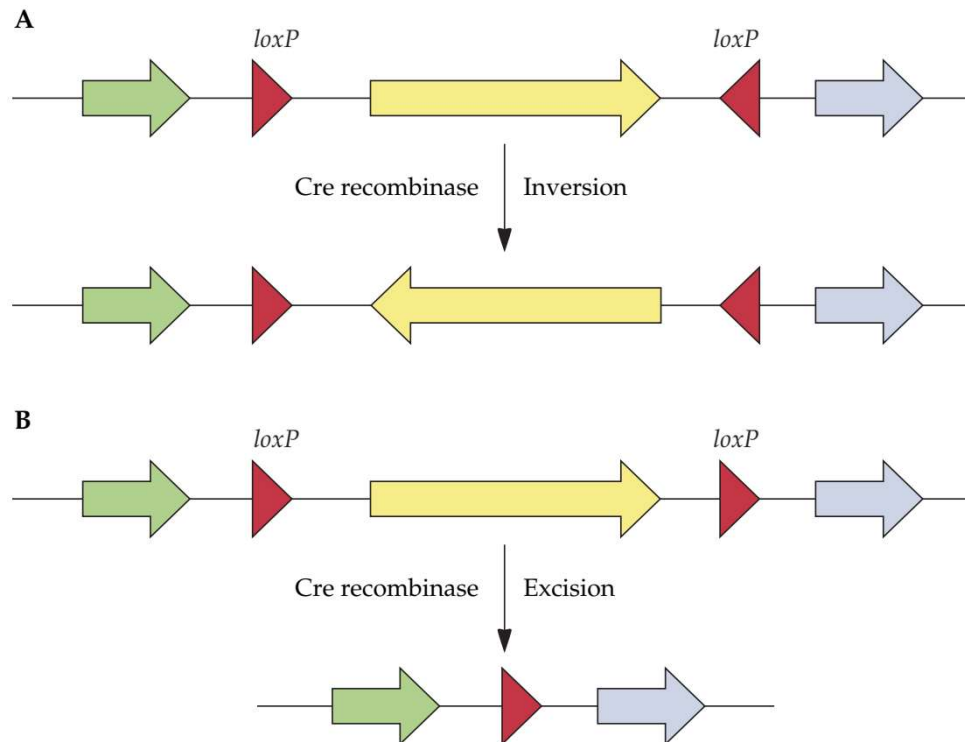 A
loxP loxP
Cre recombinase Inversion
B
loxP loxP
Cre recombinase Excision